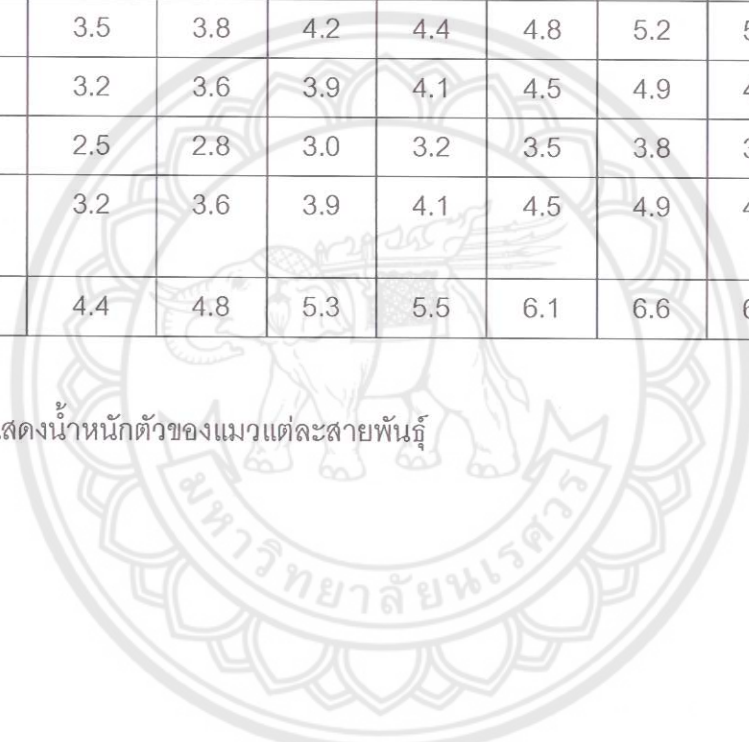 3.5 3.8 4.2 4.4 4.8 5.2
3.2 3.6 3.9 4.1 4.5 4.9 4
2.5 2.8 3.0 3.2 3.5 3.8 3
3.2 3.6 3.9 4.1 4.5 4.9 4
4.4 4.8 5.3 5.5 6.1 6.6 6
สดงน้ำหนักตัวของแมวแต่ละสายพันธุ์
มหาวิทยาลัยนเรศวร